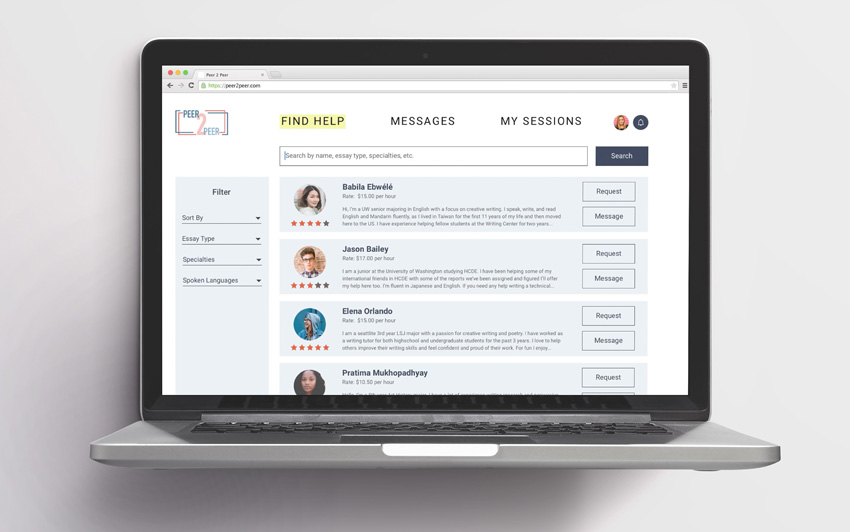 Peer 2 Peer
https://peer2peer.com
PEER
2
PEER
FIND HELP
MESSAGES
MY SESSIONS
Search by name, essay type, specialties, etc.
Search
Filter
Sort By
Essay Type
Specialties
Spoken Languages
Babila Ebwélé
Rate: $15.00 per hour
Hi, I'm a UW senior majoring in English with a focus on creative writing. I speak, write, and read
English and Mandarin fluently, as I lived in Taiwan for the first 11 years of my life and then moved
here to the US. I have experience helping fellow students at the Writing Center for two years...
Request
Message
Jason Bailey
Rate: $17.00 per hour
I am a junior at the University of Washington studying HCDE. I have been helping some of my
international friends in HCDE with some of the reports we've been assigned and figured I'll offer
my help here too. I'm fluent in Japanese and English. If you need any help writing a technical...
Request
Message
Elena Orlando
Rate: $15.00 per hour
I am a seattlite 3rd year LSJ major with a passion for creative writing and poetry. I have worked as
a writing tutor for both highschool and undergraduate students for the past 3 years. I love to help
others improve their writing skills and feel confident and proud of their work. For fun I enjoy...
Request
Message
Pratima Mukhopadhyay
Rate: $10.50 per hour
Request